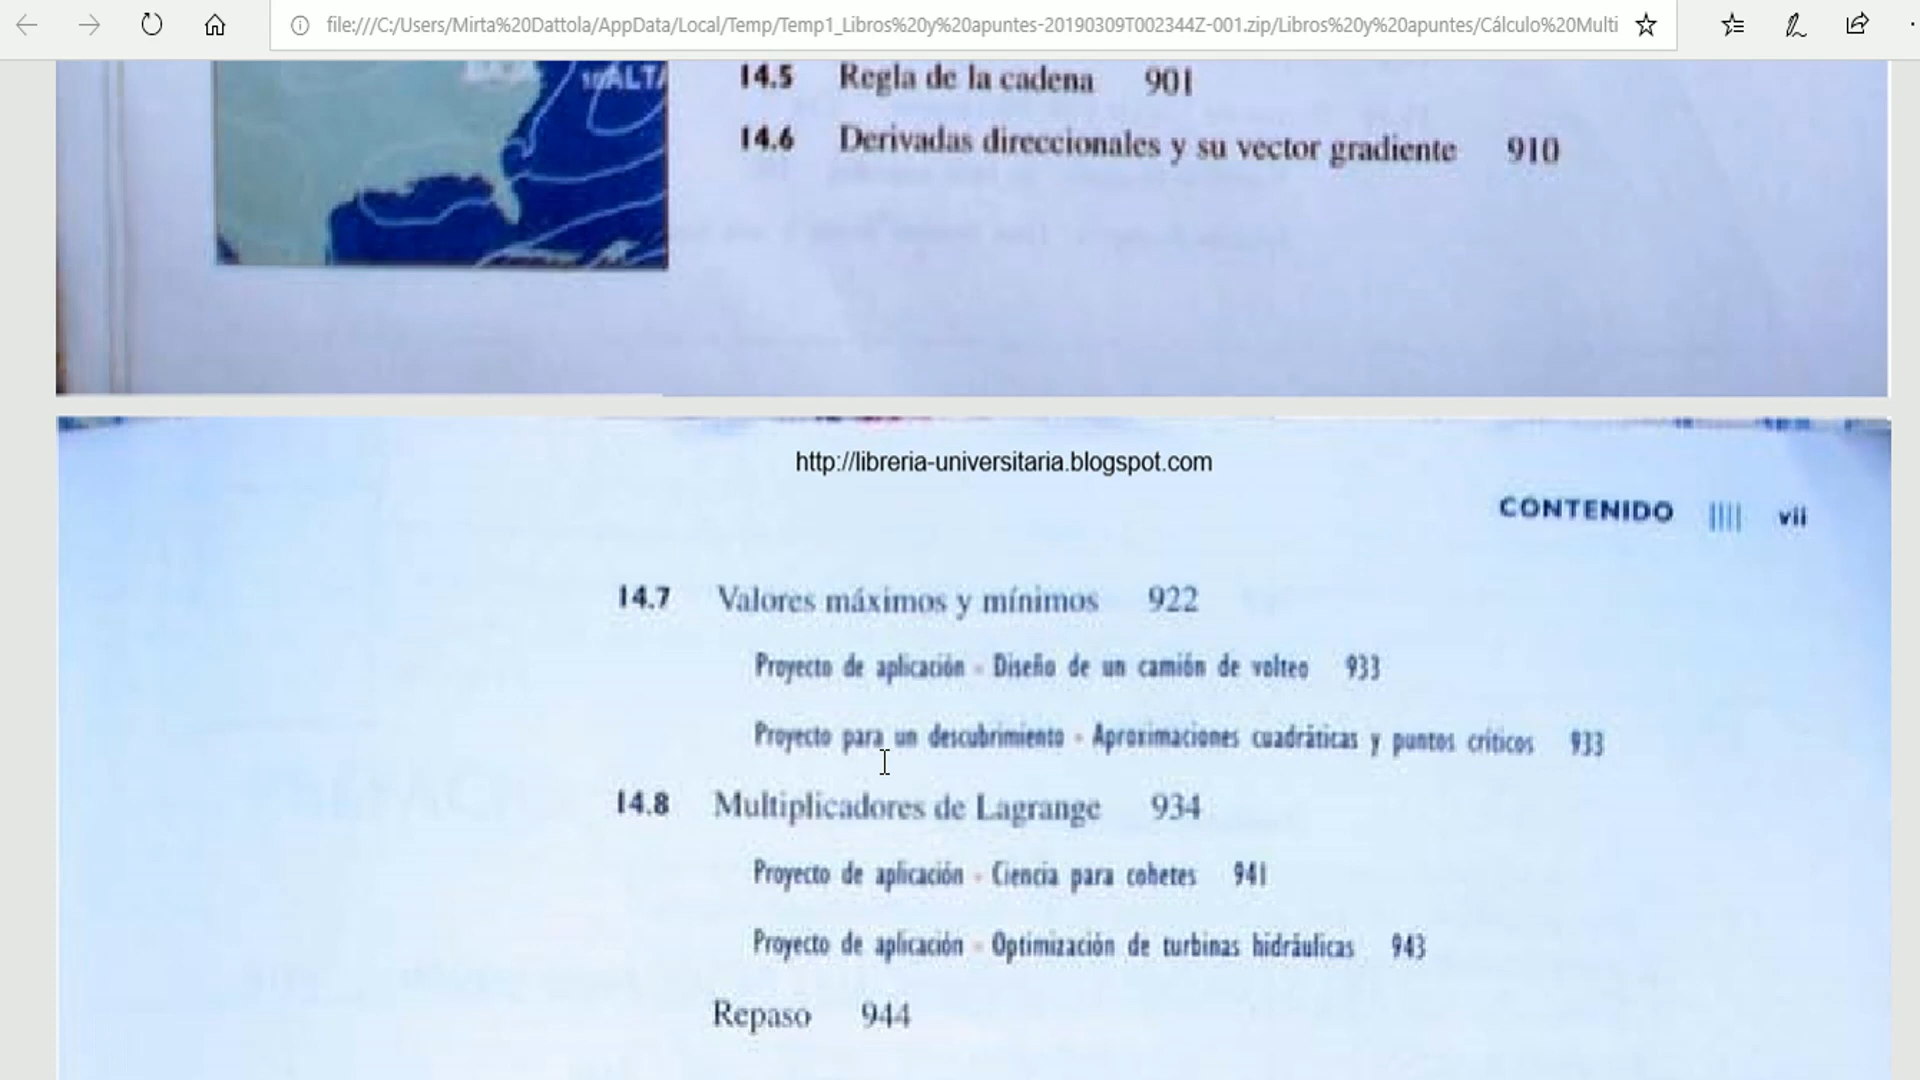 file:///C:/Users/Mirta%20Dattola/AppData/Local/Temp/Temp1_Libros%20y%20apuntes-20190309T002344Z-001.zip/Libros%20y%20apuntes/Cálculo%20Multi
14.5 Regla de la cadena 901
14.6 Derivadas direccionales y su vector gradiente 910
http://libreria-universitaria.blogspot.com
CONTENIDO |||| vii
14.7 Valores máximos y mínimos 922
Proyecto de aplicación - Diseño de un camión de volteo 933
Proyecto para un descubrimiento - Aproximaciones cuadráticas y puntos críticos 933
14.8 Multiplicadores de Lagrange 934
Proyecto de aplicación - Ciencia para cohetes 941
Proyecto de aplicación - Optimización de turbinas hidráulicas 943
Repaso 944